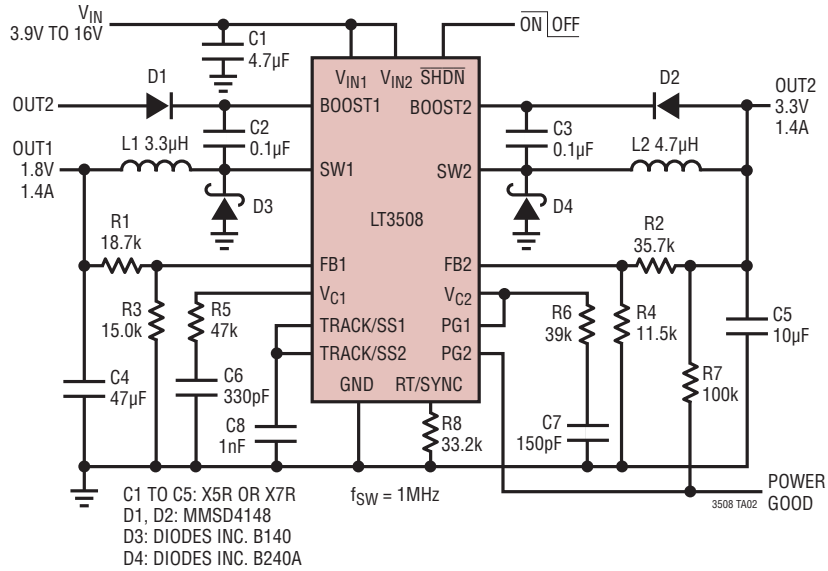 VIN
3.9V TO 16V
C1
4.7µF
ON OFF
VIN1 VIN2 SHDN
D1
D2
OUT2
BOOST1
BOOST2
OUT2
3.3V
1.4A
C2
0.1µF
C3
0.1µF
OUT1
1.8V
1.4A
L1 3.3µH
L2 4.7µH
SW1
SW2
D3
D4
LT3508
R1
18.7k
R2
35.7k
FB1
FB2
VC1
VC2
R3
15.0k
R5
47k
R6
39k
R4
11.5k
C5
10µF
TRACK/SS1
PG1
TRACK/SS2
PG2
R7
100k
C4
47µF
C6
330pF
GND RT/SYNC
C8
1nF
R8
33.2k
C7
150pF
POWER
GOOD
3508 TA02
fSW = 1MHz
C1 TO C5: X5R OR X7R
D1, D2: MMSD4148
D3: DIODES INC. B140
D4: DIODES INC. B240A